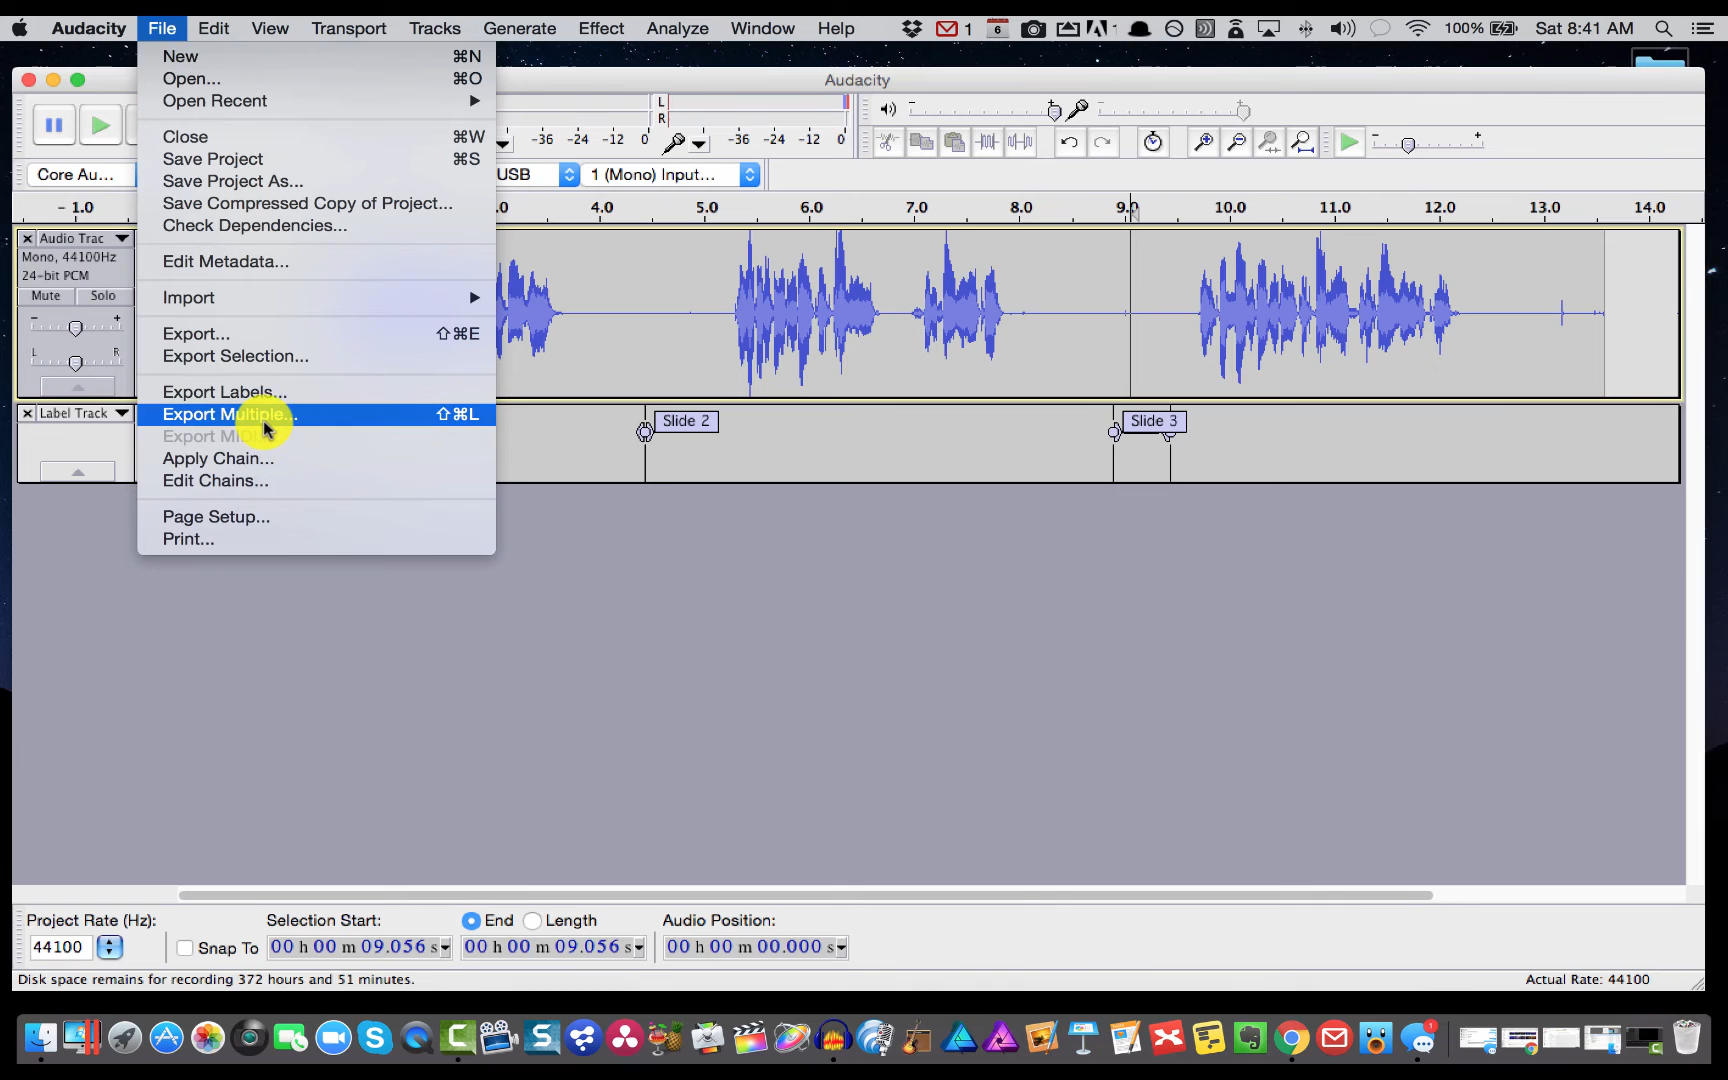 Audacity File Edit View Transport Tracks Generate Effect Analyze Window Help 1 6 100% Sat 8:41 AM
New ⌘N
Open... ⌘O
Open Recent ▶
Close ⌘W
Save Project ⌘S
Save Project As...
Save Compressed Copy of Project...
Check Dependencies...
Edit Metadata...
Import ▶
Export... ⇧⌘E
Export Selection...
Export Labels...
Export Multiple... ⇧⌘L
Apply Chain...
Edit Chains...
Page Setup...
Print...
Audacity
L
R
-36 -24 -12 0 -36 -24 -12 0
Core Au... USB 1 (Mono) Input...
- 1.0 4.0 5.0 6.0 7.0 8.0 9.0 10.0 11.0 12.0 13.0 14.0
Audio Trac
Mono, 44100Hz
24-bit PCM
Mute Solo
- +
L R
Label Track
Slide 2 Slide 3
Project Rate (Hz): Selection Start: End Length Audio Position:
44100 Snap To 00 h 00 m 09.056 s 00 h 00 m 09.056 s 00 h 00 m 00.000 s
Disk space remains for recording 372 hours and 51 minutes. Actual Rate: 44100